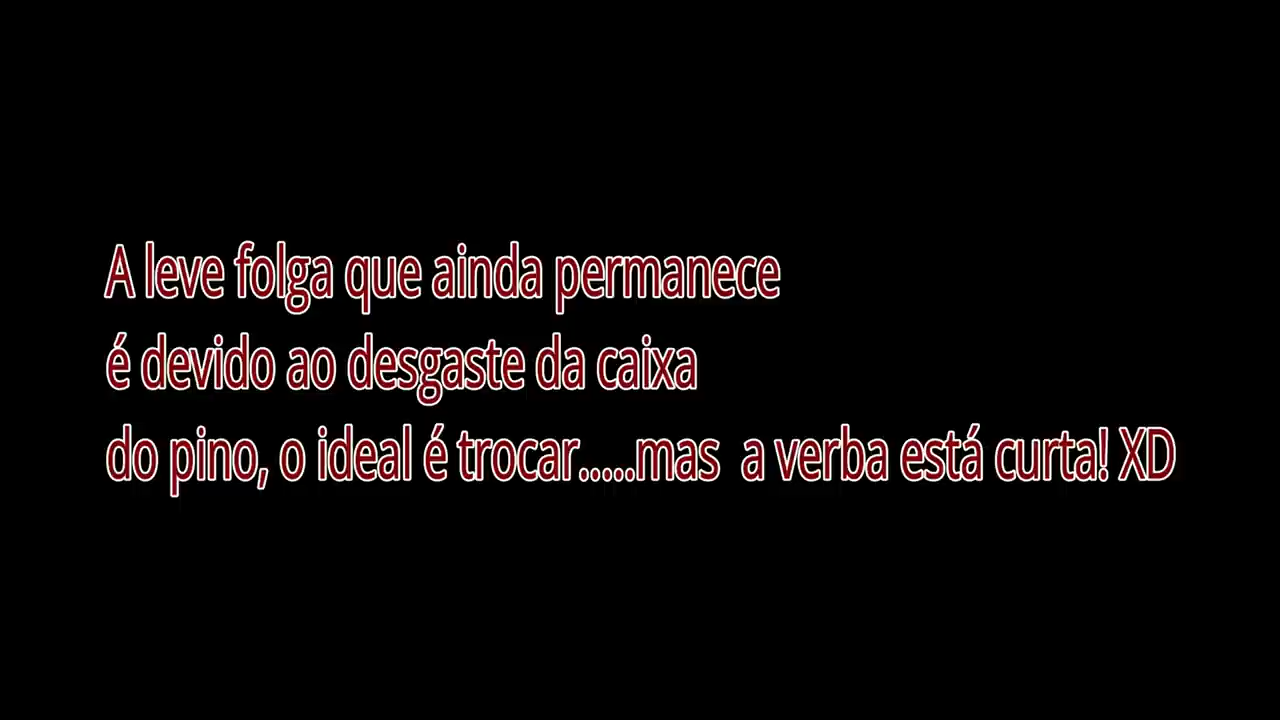 A leve folga que ainda permanece
é devido ao desgaste da caixa
do pino, o ideal é trocar.....mas  a verba está curta! XD